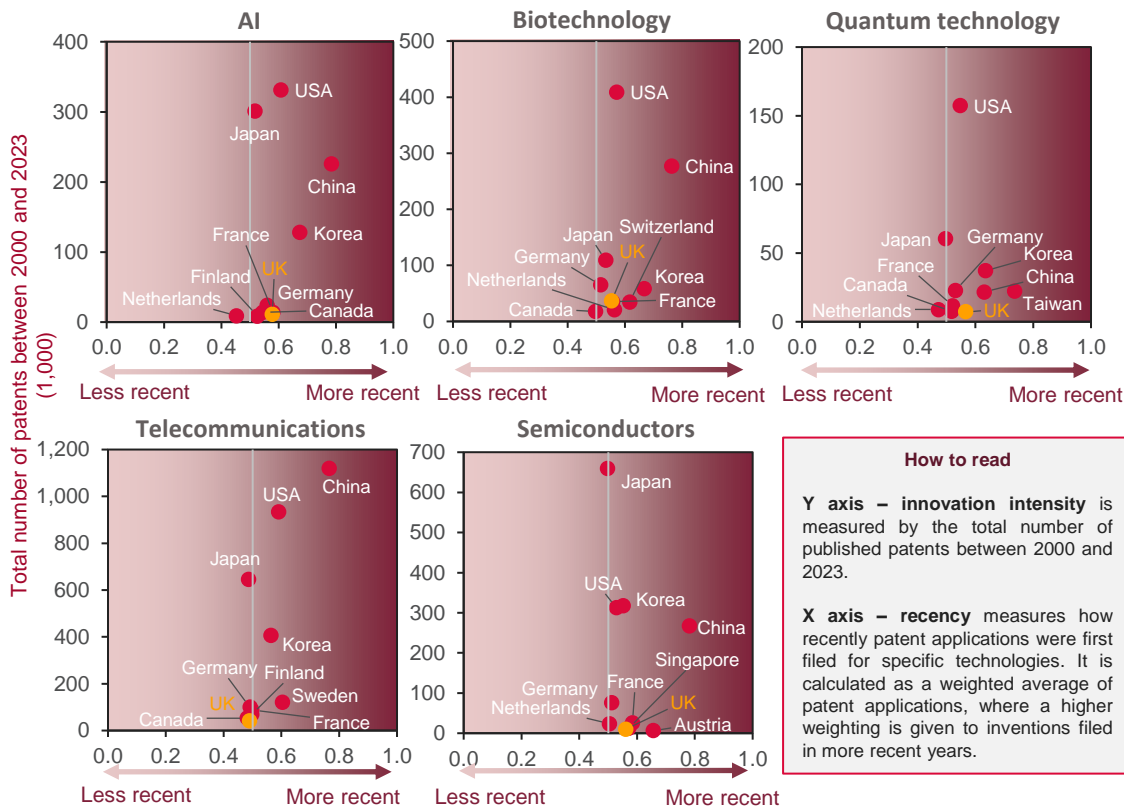 AI
Biotechnology
Quantum technology
Total number of patents between 2000 and 2023
(1,000)
400
300
200
100
0
USA
Japan
China
Korea
France
UK
Finland
Germany
Netherlands
Canada
0.0 0.2 0.4 0.6 0.8 1.0
Less recent
More recent
500
400
300
200
100
0
USA
China
Switzerland
Japan
UK
Germany
Korea
Netherlands
France
Canada
0.0 0.2 0.4 0.6 0.8 1.0
Less recent
More recent
200
150
100
50
0
USA
Japan
Germany
Korea
France
China
Canada
Taiwan
Netherlands
UK
0.0 0.2 0.4 0.6 0.8 1.0
Less recent
More recent
Telecommunications
Semiconductors
1,200
1,000
800
600
400
200
0
China
USA
Japan
Korea
Germany
Finland
UK
Sweden
Canada
France
0.0 0.2 0.4 0.6 0.8 1.0
Less recent
More recent
700
600
500
400
300
200
100
0
Japan
USA
Korea
China
Singapore
France
Germany
UK
Netherlands
Austria
0.0 0.2 0.4 0.6 0.8 1.0
Less recent
More recent
How to read
Y axis – innovation intensity is
measured by the total number of
published patents between 2000 and
2023.
X axis – recency measures how
recently patent applications were first
filed for specific technologies. It is
calculated as a weighted average of
patent applications, where a higher
weighting is given to inventions filed
in more recent years.